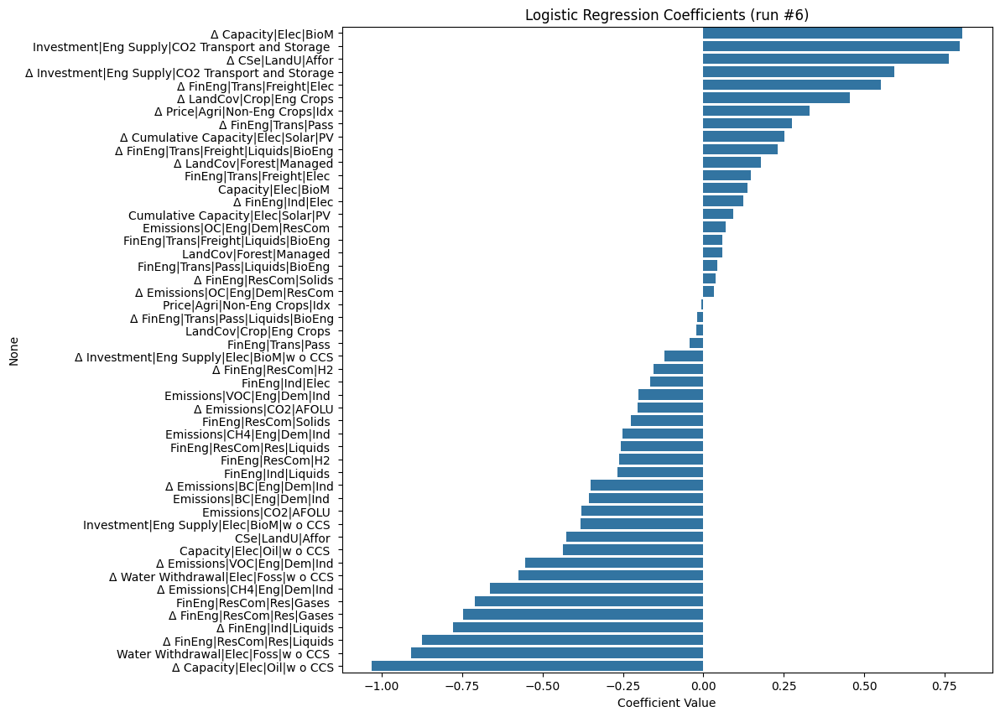 Logistic Regression Coefficients (run #6)
Δ Capacity|Elec|BioM
Investment|Eng Supply|CO2 Transport and Storage
Δ CSe|LandU|Affor
Δ Investment|Eng Supply|CO2 Transport and Storage
Δ FinEng|Trans|Freight|Elec
Δ LandCov|Crop|Eng Crops
Δ Price|Agri|Non-Eng Crops|Idx
Δ FinEng|Trans|Pass
Δ Cumulative Capacity|Elec|Solar|PV
Δ FinEng|Trans|Freight|Liquids|BioEng
Δ LandCov|Forest|Managed
FinEng|Trans|Freight|Elec
Capacity|Elec|BioM
Δ FinEng|Ind|Elec
Cumulative Capacity|Elec|Solar|PV
Emissions|OC|Eng|Dem|ResCom
FinEng|Trans|Freight|Liquids|BioEng
LandCov|Forest|Managed
FinEng|Trans|Pass|Liquids|BioEng
Δ FinEng|ResCom|Solids
Δ Emissions|OC|Eng|Dem|ResCom
Price|Agri|Non-Eng Crops|Idx
Δ FinEng|Trans|Pass|Liquids|BioEng
LandCov|Crop|Eng Crops
FinEng|Trans|Pass
Δ Investment|Eng Supply|Elec|BioM|w o CCS
Δ FinEng|ResCom|H2
FinEng|Ind|Elec
Emissions|VOC|Eng|Dem|Ind
Δ Emissions|CO2|AFOLU
FinEng|ResCom|Solids
Emissions|CH4|Eng|Dem|Ind
FinEng|ResCom|Res|Liquids
FinEng|ResCom|H2
FinEng|Ind|Liquids
Δ Emissions|BC|Eng|Dem|Ind
Emissions|BC|Eng|Dem|Ind
Emissions|CO2|AFOLU
Investment|Eng Supply|Elec|BioM|w o CCS
CSe|LandU|Affor
Capacity|Elec|Oil|w o CCS
Δ Emissions|VOC|Eng|Dem|Ind
Δ Water Withdrawal|Elec|Foss|w o CCS
Δ Emissions|CH4|Eng|Dem|Ind
FinEng|ResCom|Res|Gases
Δ FinEng|ResCom|Res|Gases
Δ FinEng|Ind|Liquids
Δ FinEng|ResCom|Res|Liquids
Water Withdrawal|Elec|Foss|w o CCS
Δ Capacity|Elec|Oil|w o CCS
None
−1.00 −0.75 −0.50 −0.25 0.00 0.25 0.50 0.75
Coefficient Value